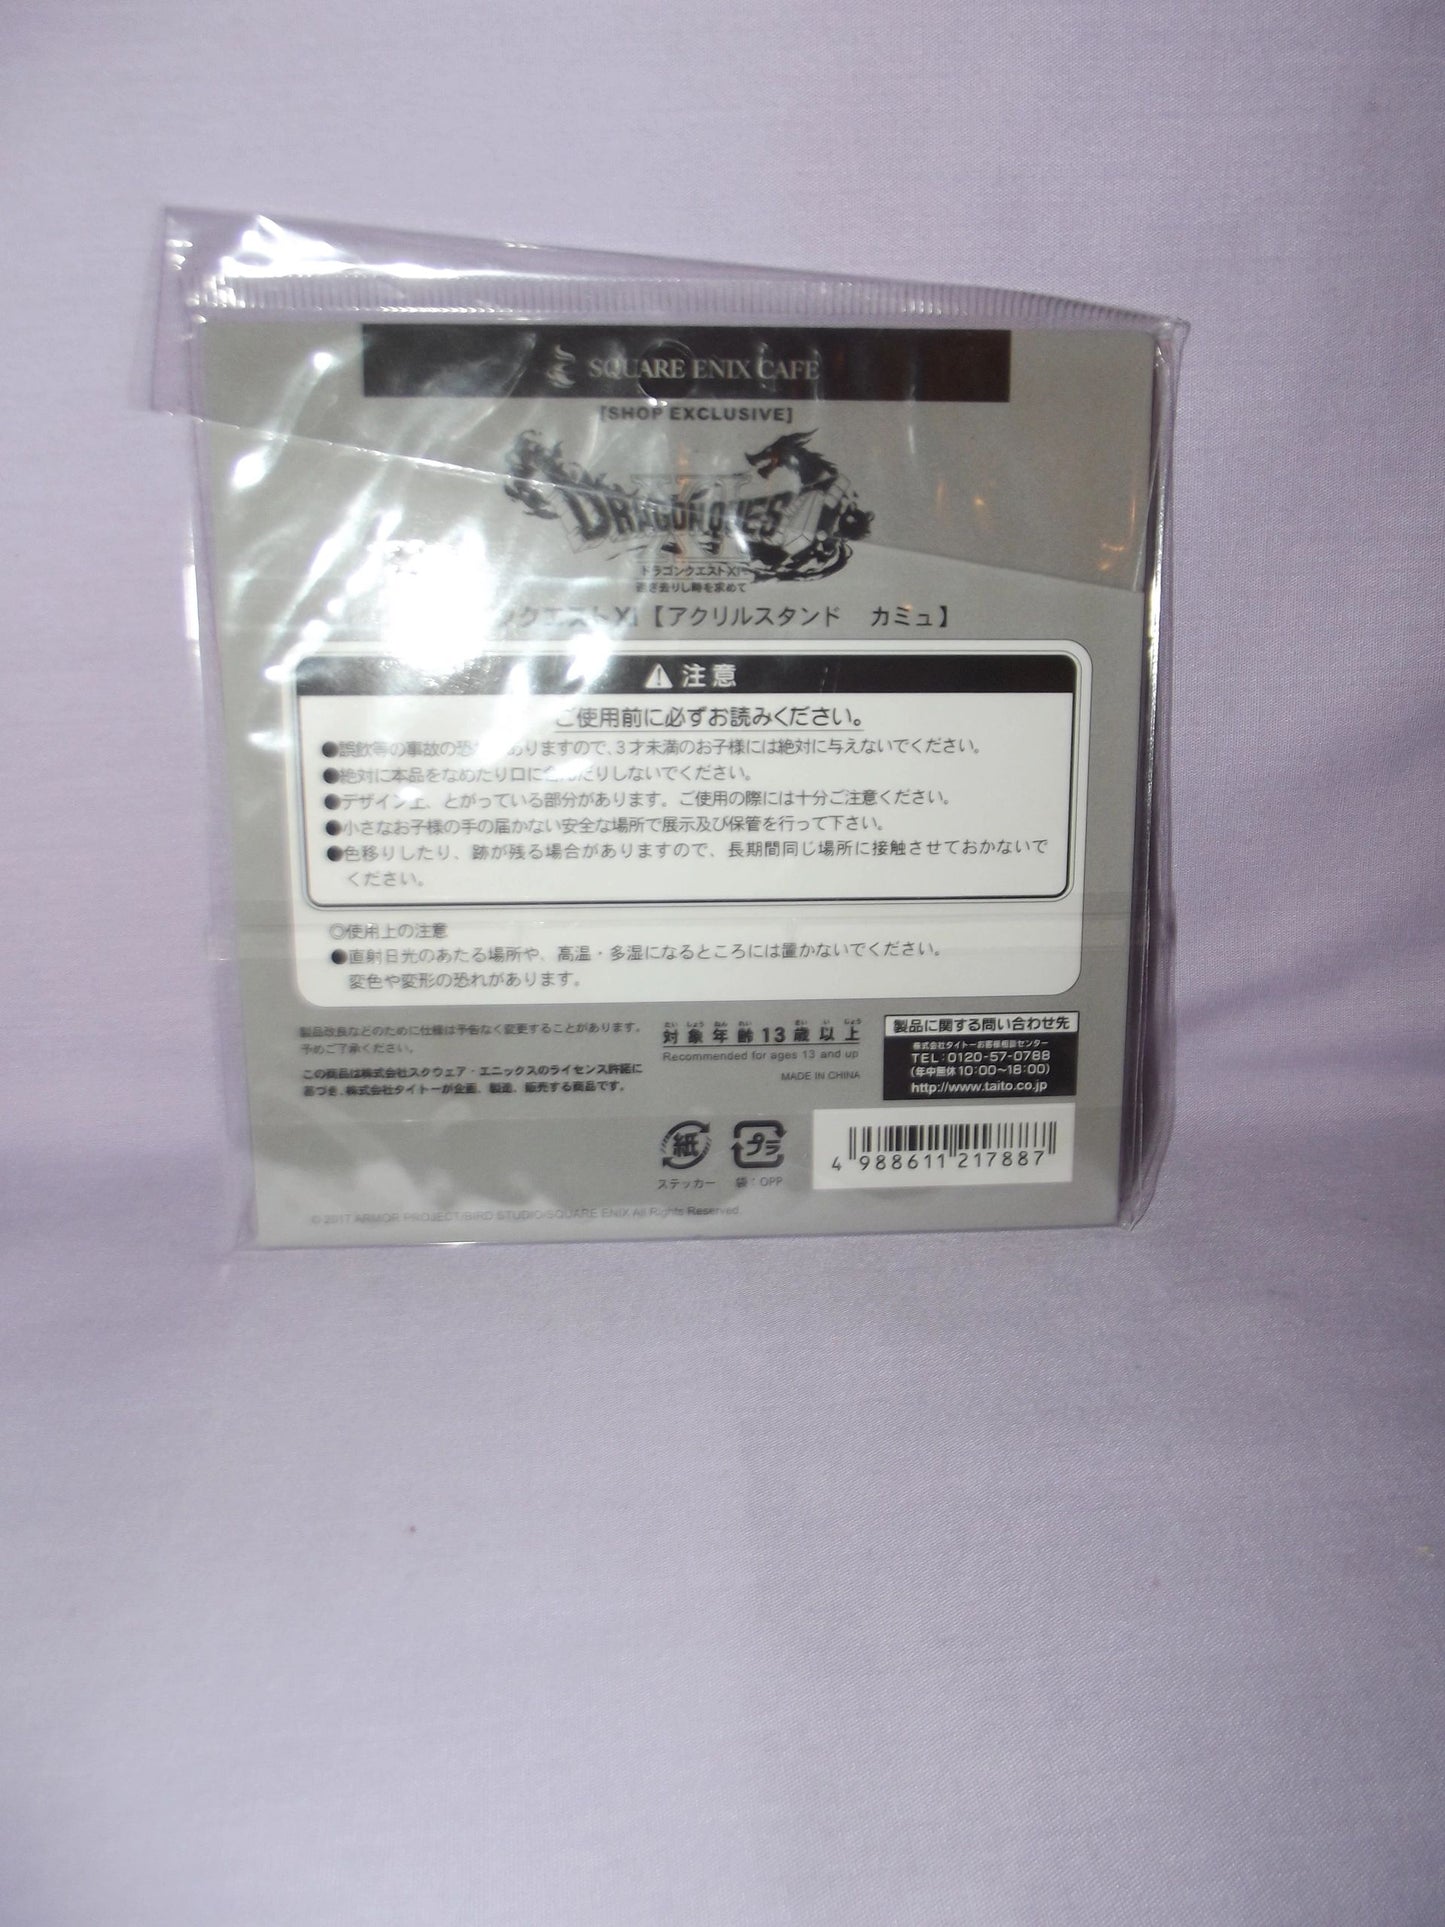 SQUARE ENIX CAFE
[SHOP EXCLUSIVE]
DRAGON QUEST
XI
ドラゴンクエストXI
過ぎ去りし時を求めて
ンクエストXI【アクリルスタンド カミュ】
注意
ご使用前に必ずお読みください。
●誤飲等の事故の恐れがありますので、3才未満のお子様には絶対に与えないでください。
●絶対に本品をなめたり口に含んだりしないでください。
●デザイン上、とがっている部分があります。ご使用の際には十分ご注意ください。
●小さなお子様の手の届かない安全な場所で展示及び保管を行って下さい。
●色移りしたり、跡が残る場合がありますので、長期間同じ場所に接触させておかないで
ください。
◎使用上の注意
●直射日光のあたる場所や、高温・多湿になるところには置かないでください。
変色や変形の恐れがあります。
製品改良などのために仕様は予告なく変更することがあります。
予めご了承ください。
この商品は株式会社スクウェア・エニックスのライセンス許諾に
基づき、株式会社タイトーが企画、製造、販売する商品です。
たいしょうねんれい さいいじょう
対象年齢13歳以上
Recommended for ages 13 and up
MADE IN CHINA
製品に関する問い合わせ先
株式会社タイトーお客様相談センター
TEL:0120-57-0788
(年中無休10:00～18:00)
http://www.taito.co.jp
紙
ステッカー
プラ
袋：OPP
4 988611 217887
© 2017 ARMOR PROJECT/BIRD STUDIO/SQUARE ENIX All Rights Reserved.